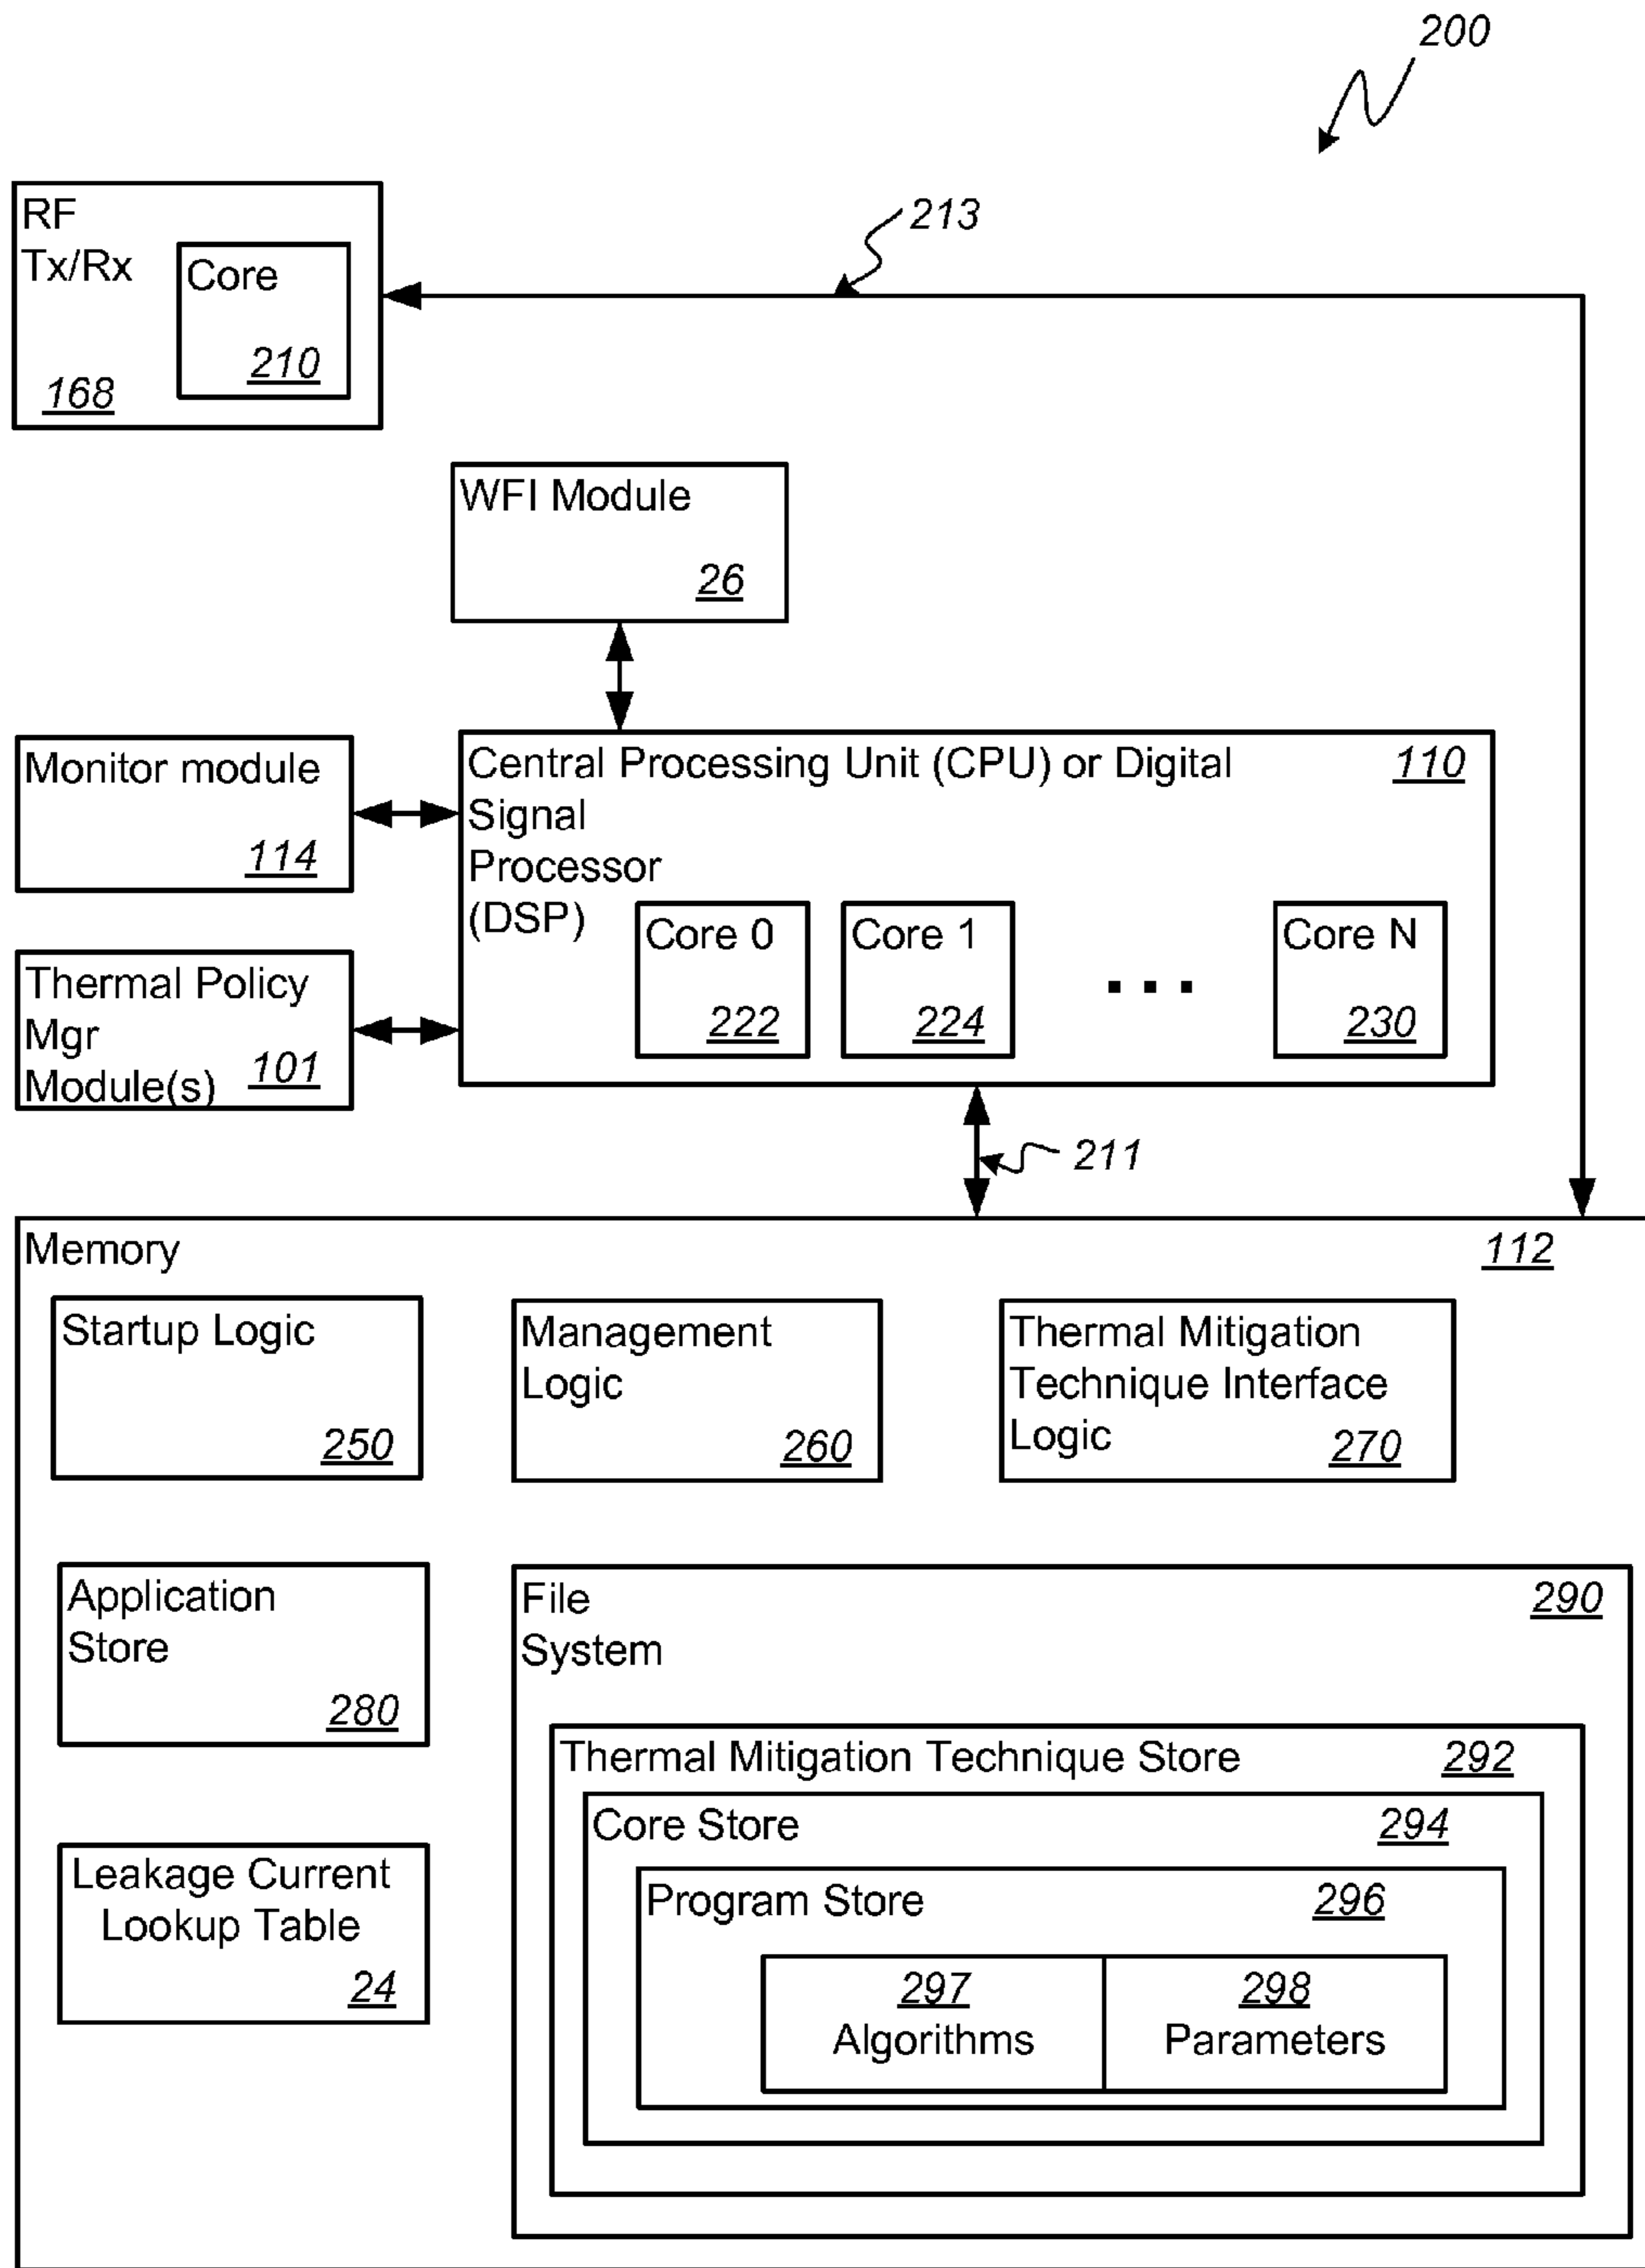 200
RF
Tx/Rx
Core
210
168
213
WFI Module
26
Monitor module
114
Thermal Policy
Mgr
Module(s)
101
Central Processing Unit (CPU) or Digital
110
Signal
Processor
(DSP)
Core 0
222
Core 1
224
...
Core N
230
211
Memory
112
Startup Logic
250
Management
Logic
260
Thermal Mitigation
Technique Interface
Logic
270
Application
Store
280
Leakage Current
Lookup Table
24
File
System
290
Thermal Mitigation Technique Store
292
Core Store
294
Program Store
296
297
Algorithms
298
Parameters